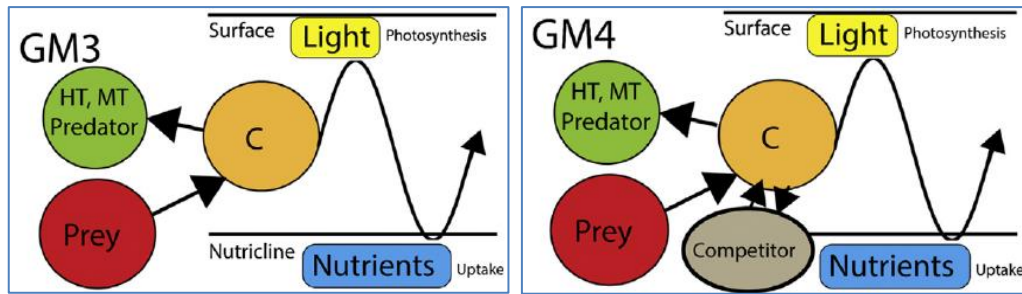 GM3
Surface
Light
Photosynthesis
HT, MT
Predator
C
Prey
Nutricline
Nutrients
Uptake
GM4
Surface
Light
Photosynthesis
HT, MT
Predator
C
Prey
Competitor
Nutrients
Uptake